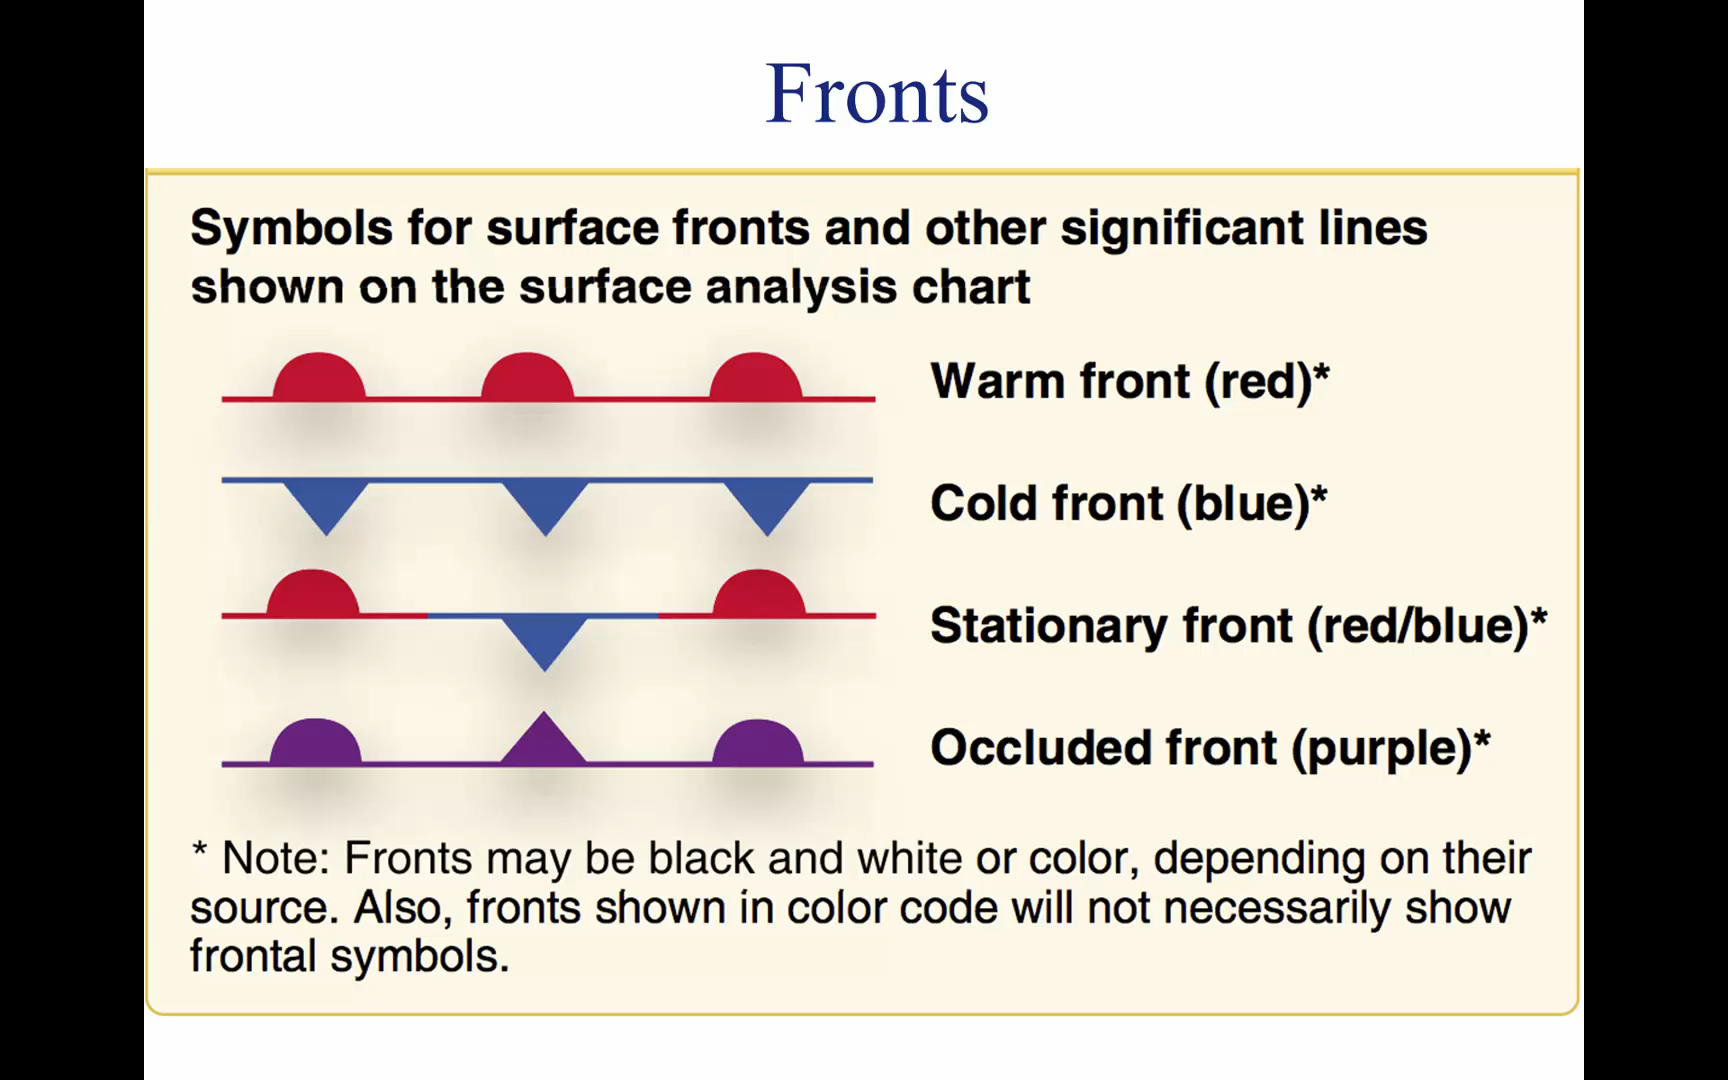 Fronts
Symbols for surface fronts and other significant lines
shown on the surface analysis chart
Warm front (red)*
Cold front (blue)*
Stationary front (red/blue)*
Occluded front (purple)*
* Note: Fronts may be black and white or color, depending on their
source. Also, fronts shown in color code will not necessarily show
frontal symbols.